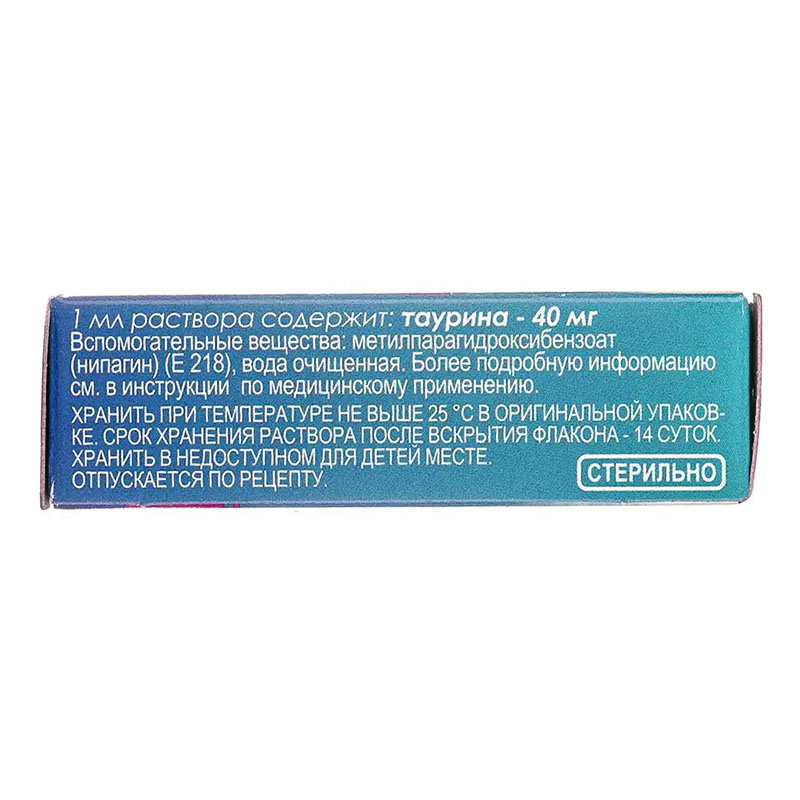 1 мл раствора содержит: таурина - 40 мг
Вспомогательные вещества: метилпарагидроксибензоат
(нипагин) (Е 218), вода очищенная. Более подробную информацию
см. в инструкции по медицинскому применению.
ХРАНИТЬ ПРИ ТЕМПЕРАТУРЕ НЕ ВЫШЕ 25 °С В ОРИГИНАЛЬНОЙ УПАКОВ-
КЕ. СРОК ХРАНЕНИЯ РАСТВОРА ПОСЛЕ ВСКРЫТИЯ ФЛАКОНА - 14 СУТОК.
ХРАНИТЬ В НЕДОСТУПНОМ ДЛЯ ДЕТЕЙ МЕСТЕ.
ОТПУСКАЕТСЯ ПО РЕЦЕПТУ.
СТЕРИЛЬНО